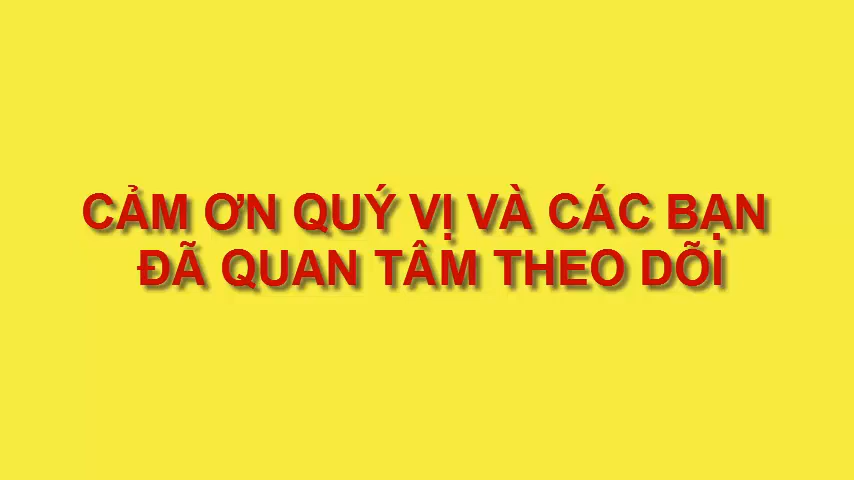 CẢM ƠN QUÝ VỊ VÀ CÁC BẠN
ĐÃ QUAN TÂM THEO DÕI